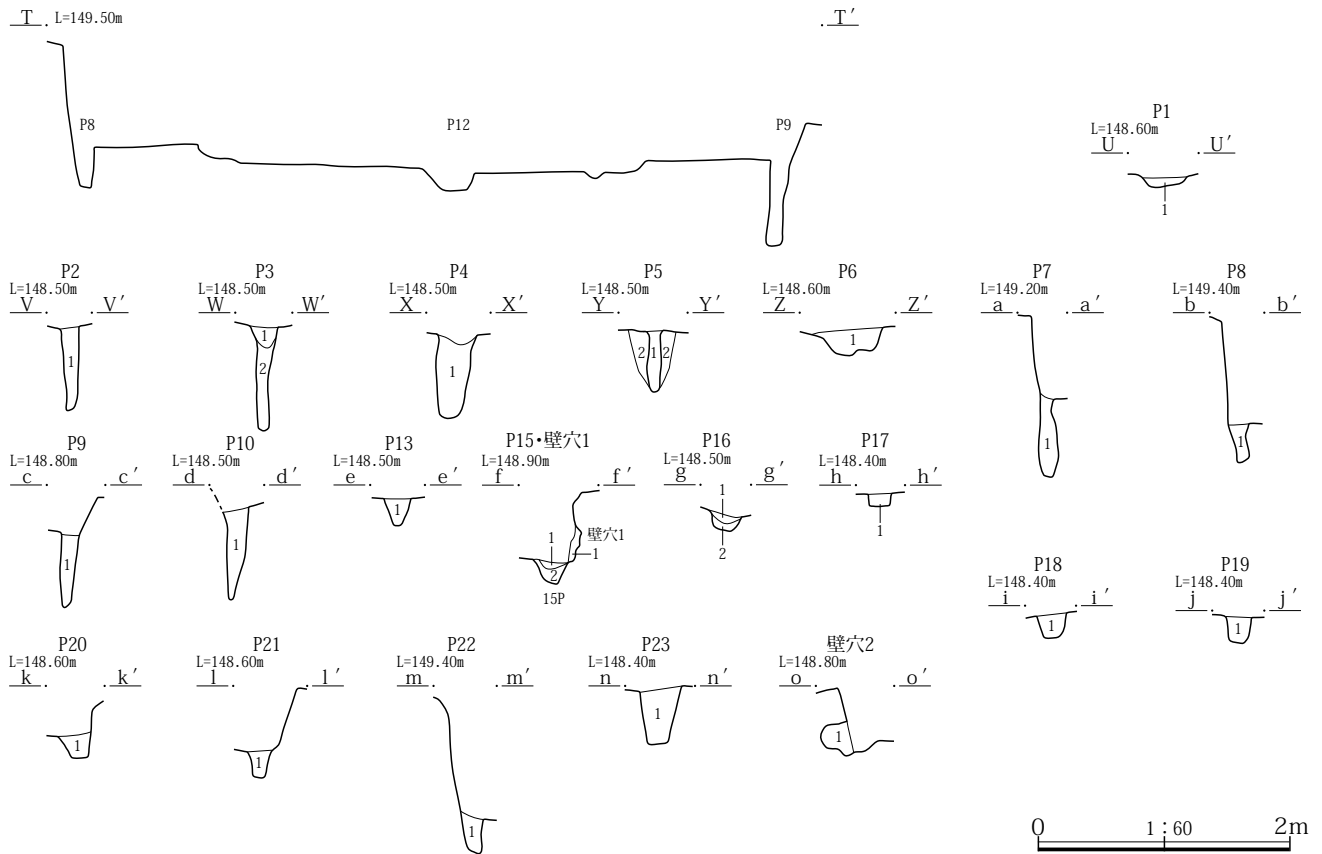 T L=149.50m T′
P8 P12 P9
P1
L=148.60m
U U′
1
P2
L=148.50m
V V′
1
P3
L=148.50m
W W′
1
2
P4
L=148.50m
X X′
1
P5
L=148.50m
Y Y′
2 1 2
P6
L=148.60m
Z Z′
1
P7
L=149.20m
a a′
1
P8
L=149.40m
b b′
1
P9
L=148.80m
c c′
1
P10
L=148.50m
d d′
1
P13
L=148.50m
e e′
1
P15・壁穴1
L=148.90m
f f′
1 壁穴1
1
2
15P
P16
L=148.50m
g g′
1
2
P17
L=148.40m
h h′
1
P18
L=148.40m
i i′
1
P19
L=148.40m
j j′
1
P20
L=148.60m
k k′
1
P21
L=148.60m
l l′
1
P22
L=149.40m
m m′
1
P23
L=148.40m
n n′
1
壁穴2
L=148.80m
o o′
1
0 1:60 2m